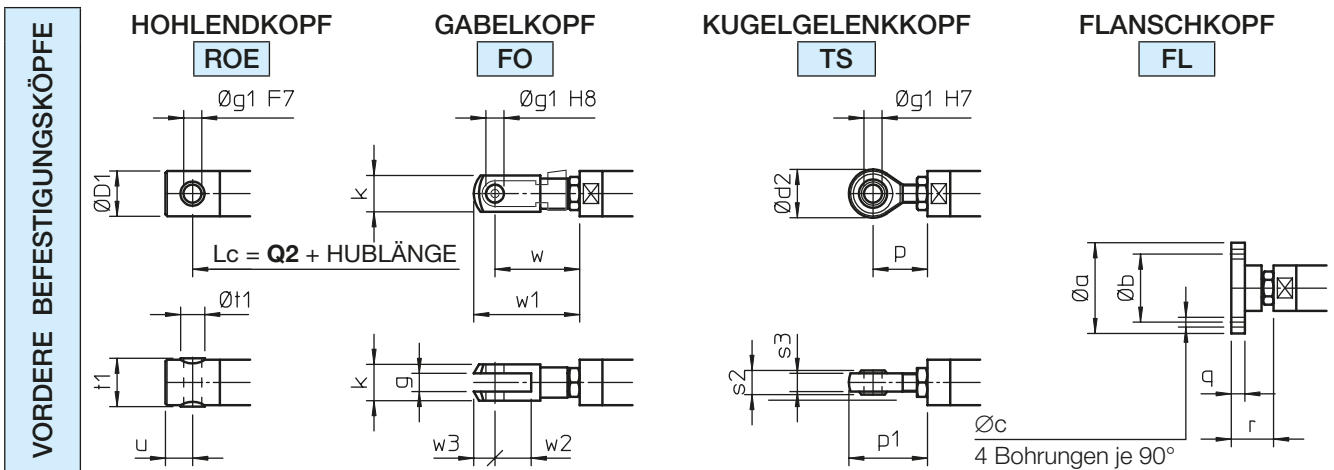 VORDERE BEFESTIGUNGSKÖPFE
HOHLENDKOPF
ROE
Øg1 F7
ØD1
Lc = Q2 + HUBLÄNGE
Øt1
t1
u
GABELKOPF
FO
Øg1 H8
k
w
w1
k
g
w3
w2
KUGELGELENKKOPF
TS
Øg1 H7
Ød2
p
s3
s2
p1
FLANSCHKOPF
FL
Øa
Øb
q
r
Øc
4 Bohrungen je 90°